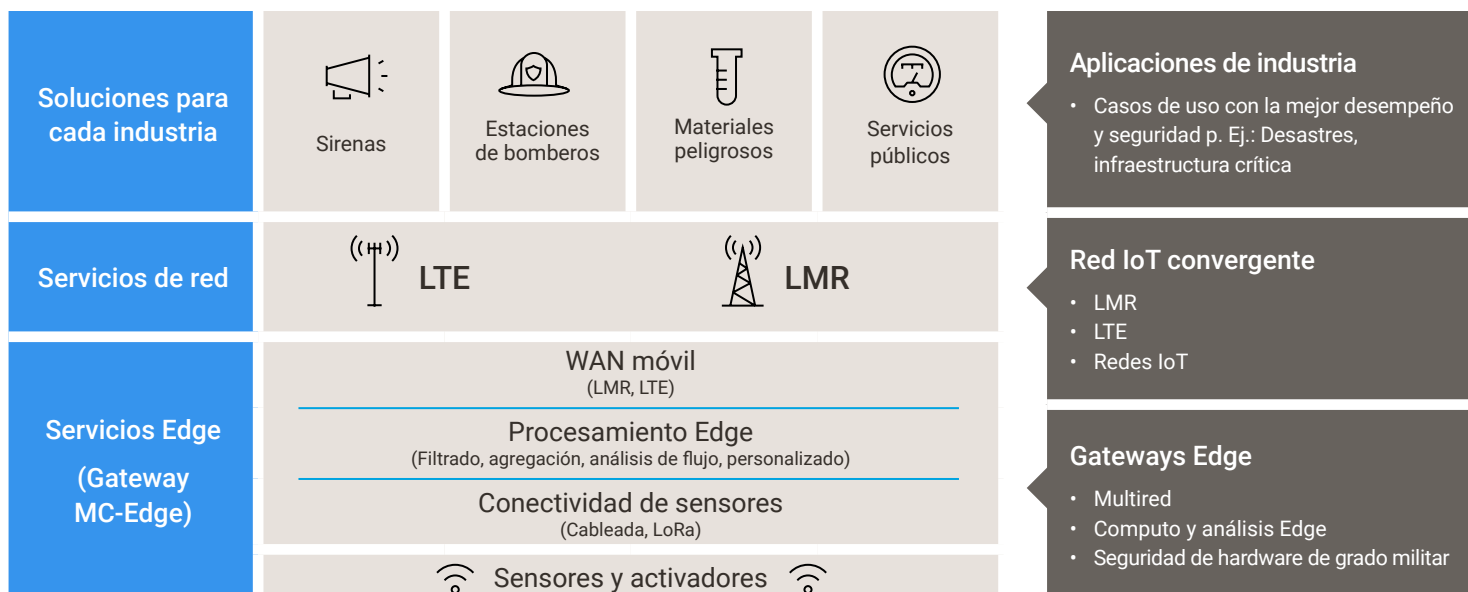 Soluciones para
cada industria
Sirenas
Estaciones
de bomberos
Materiales
peligrosos
Servicios
públicos
Aplicaciones de industria
• Casos de uso con la mejor desempeño
y seguridad p. Ej.: Desastres,
infraestructura crítica
Servicios de red
LTE
LMR
Red IoT convergente
• LMR
• LTE
• Redes IoT
Servicios Edge
(Gateway
MC-Edge)
WAN móvil
(LMR, LTE)
Procesamiento Edge
(Filtrado, agregación, análisis de flujo, personalizado)
Conectividad de sensores
(Cableada, LoRa)
Sensores y activadores
Gateways Edge
• Multired
• Computo y análisis Edge
• Seguridad de hardware de grado militar